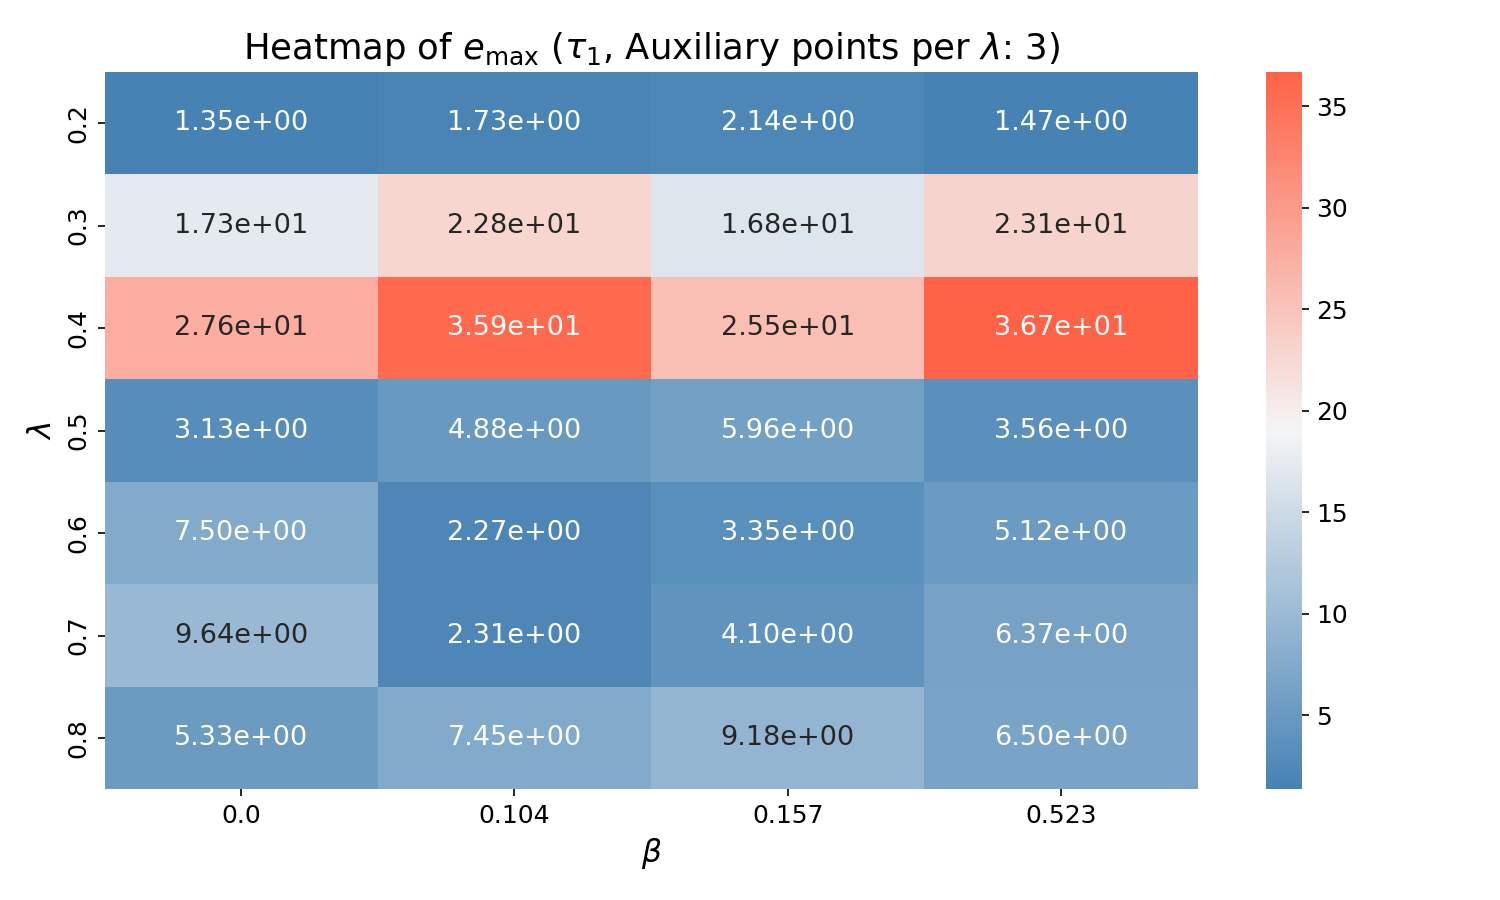 Heatmap of e_max (τ_1, Auxiliary points per λ: 3)
λ
0.2 1.35e+00 1.73e+00 2.14e+00 1.47e+00
0.3 1.73e+01 2.28e+01 1.68e+01 2.31e+01
0.4 2.76e+01 3.59e+01 2.55e+01 3.67e+01
0.5 3.13e+00 4.88e+00 5.96e+00 3.56e+00
0.6 7.50e+00 2.27e+00 3.35e+00 5.12e+00
0.7 9.64e+00 2.31e+00 4.10e+00 6.37e+00
0.8 5.33e+00 7.45e+00 9.18e+00 6.50e+00
0.0 0.104 0.157 0.523
β
35
30
25
20
15
10
5